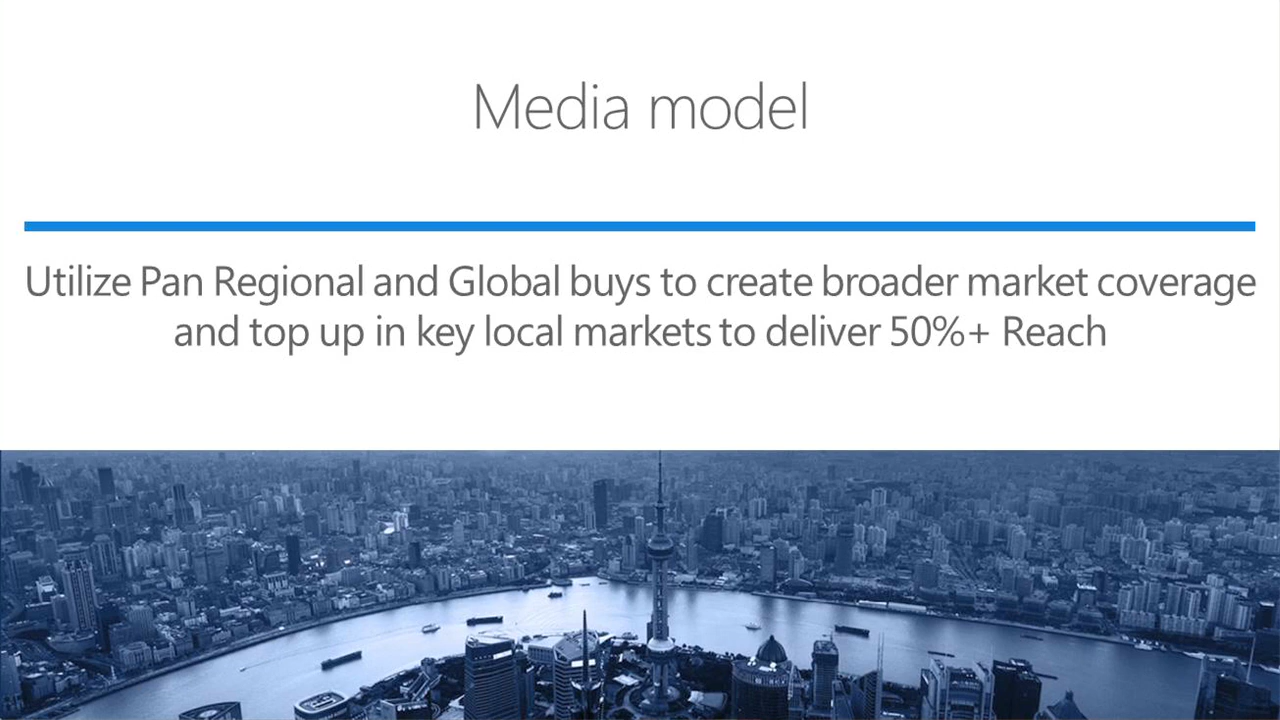 Media model
Utilize Pan Regional and Global buys to create broader market coverage
and top up in key local markets to deliver 50%+ Reach